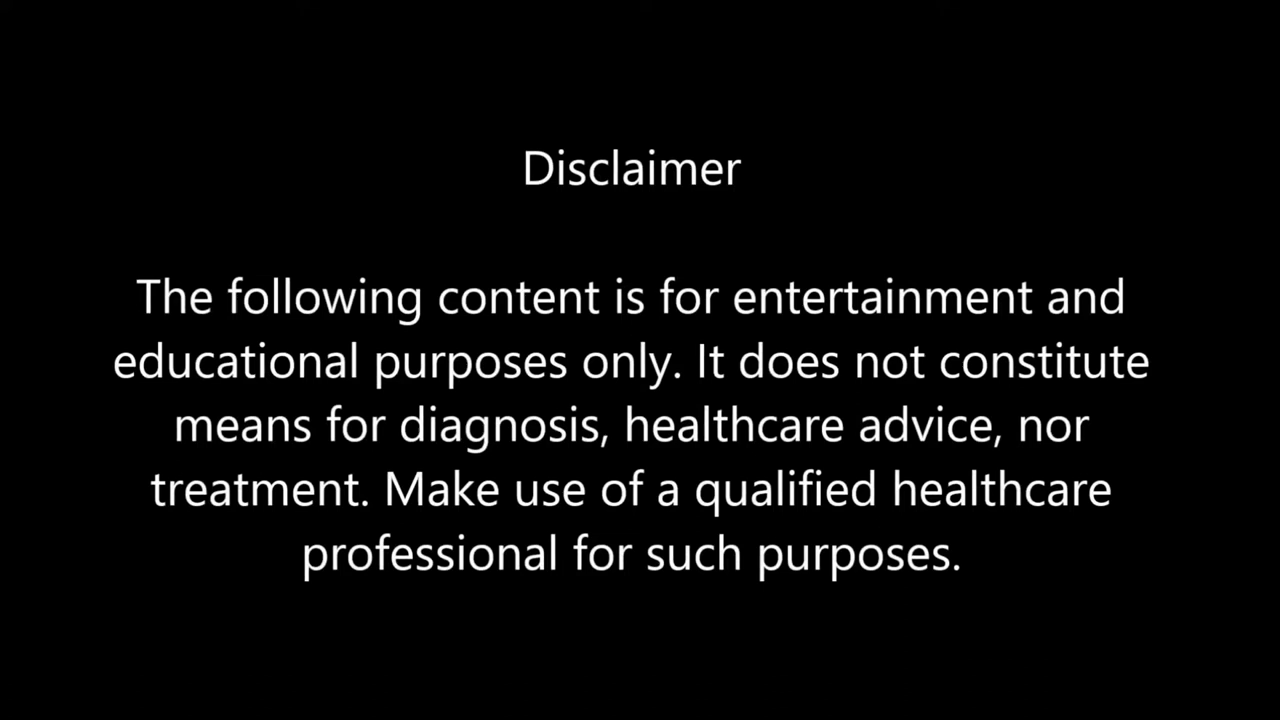 Disclaimer
The following content is for entertainment and
educational purposes only. It does not constitute
means for diagnosis, healthcare advice, nor
treatment. Make use of a qualified healthcare
professional for such purposes.